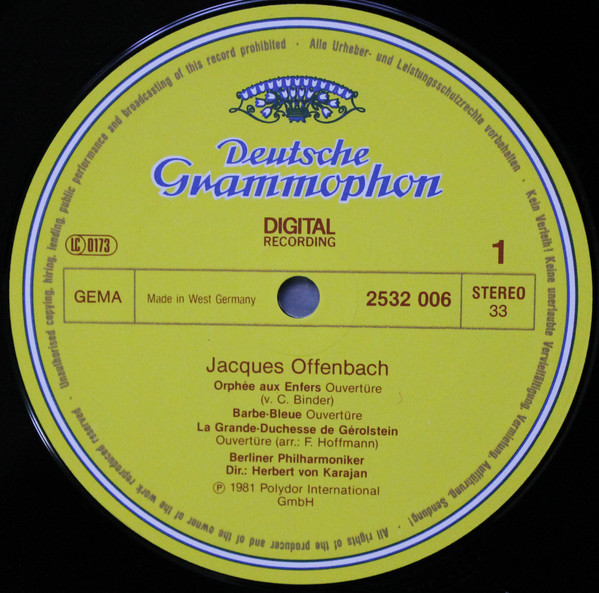 Alle Urheber- und Leistungsschutzrechte vorbehalten · Kein Verleih! Keine unerlaubte Vervielfältigung, Vermietung, Aufführung, Sendung! · All rights of the producer and of the owner of the work reproduced reserved · Unauthorised copying, hiring, lending, public performance and broadcasting of this record prohibited ·
Deutsche
Grammophon
DIGITAL
RECORDING
LC 0173
1
GEMA
Made in West Germany
2532 006
STEREO
33
Jacques Offenbach
Orphée aux Enfers Ouvertüre
(v. C. Binder)
Barbe-Bleue Ouvertüre
La Grande-Duchesse de Gérolstein
Ouvertüre (arr.: F. Hoffmann)
Berliner Philharmoniker
Dir.: Herbert von Karajan
℗ 1981 Polydor International
GmbH